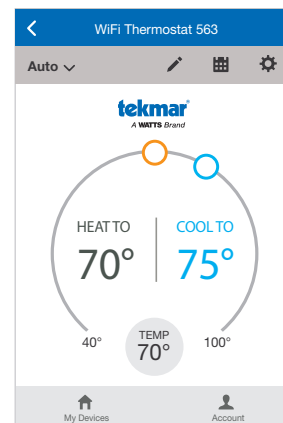 WiFi Thermostat 563
Auto
tekmar
A WATTS Brand
HEAT TO COOL TO
70° 75°
40° TEMP 100°
70°
My Devices Account